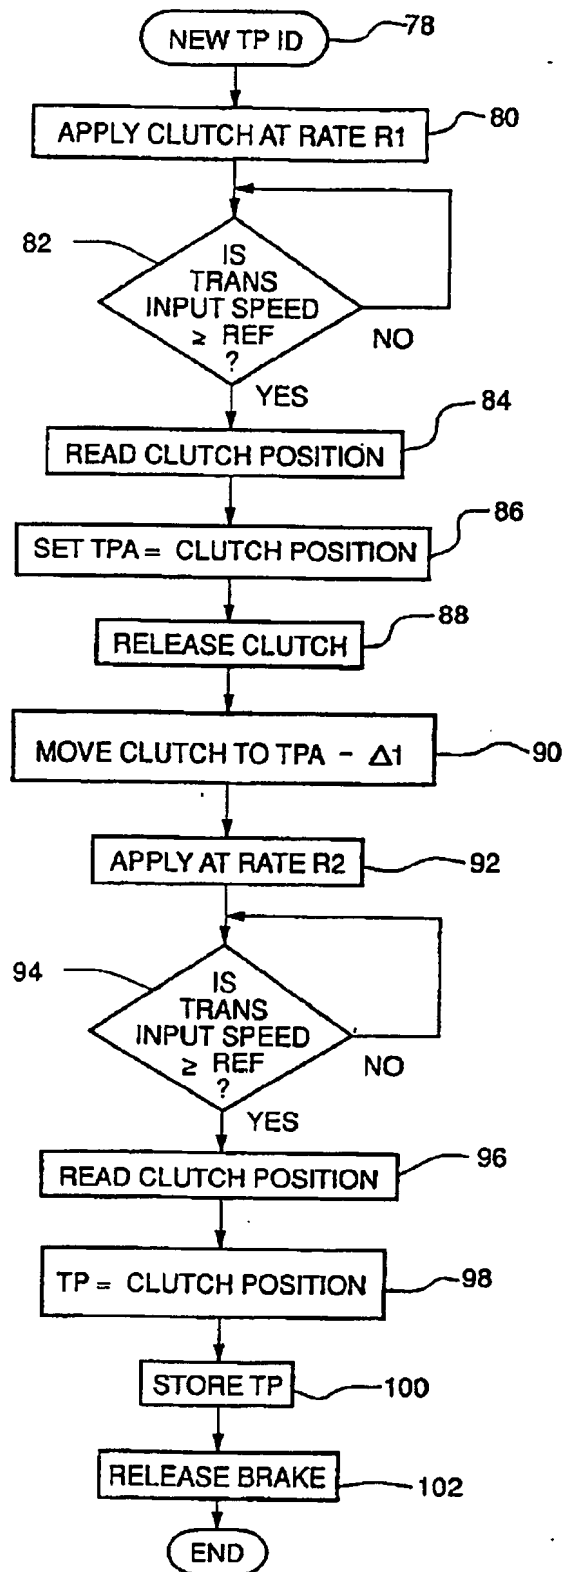 NEW TP ID
78
APPLY CLUTCH AT RATE R1
80
82
IS
TRANS
INPUT SPEED
≥ REF
?
NO
YES
84
READ CLUTCH POSITION
86
SET TPA = CLUTCH POSITION
88
RELEASE CLUTCH
MOVE CLUTCH TO TPA - Δ1
90
APPLY AT RATE R2
92
94
IS
TRANS
INPUT SPEED
≥ REF
?
NO
YES
READ CLUTCH POSITION
96
TP = CLUTCH POSITION
98
STORE TP
100
RELEASE BRAKE
102
END